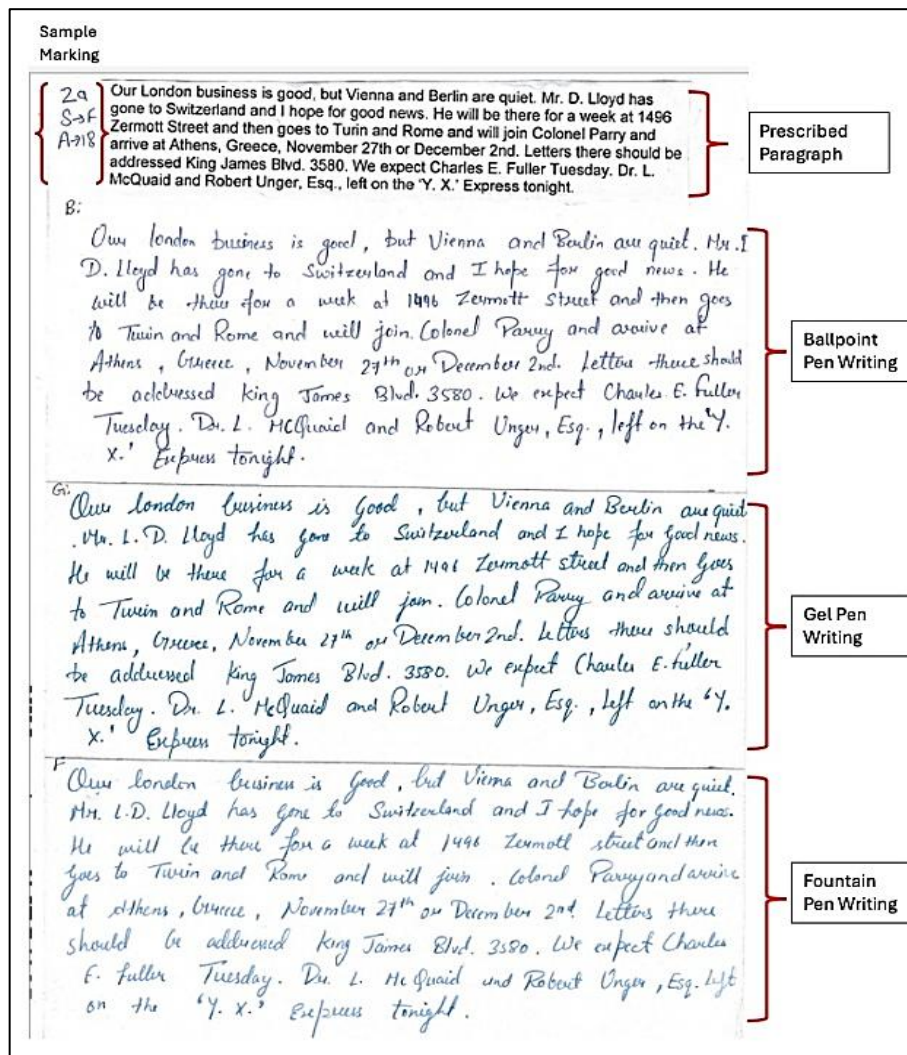 Sample
Marking
2a
S→F
A→18
Our London business is good, but Vienna and Berlin are quiet. Mr. D. Lloyd has
gone to Switzerland and I hope for good news. He will be there for a week at 1496
Zermott Street and then goes to Turin and Rome and will join Colonel Parry and
arrive at Athens, Greece, November 27th or December 2nd. Letters there should be
addressed King James Blvd. 3580. We expect Charles E. Fuller Tuesday. Dr. L.
McQuaid and Robert Unger, Esq., left on the 'Y. X.' Express tonight.
Prescribed
Paragraph
B:
Our london business is good, but Vienna and Berlin are quiet. Mr.
D. Lloyd has gone to Switzerland and I hope for good news. He
will be there for a week at 1496 Zermott Street and then goes
to Turin and Rome and will join. Colonel Parry and arrive at
Athens, Greece, November 27th or December 2nd. Letters there should
be addressed King James Blvd. 3580. We expect Charles E. Fuller
Tuesday. Dr. L. MCQuaid and Robert Unger, Esq., left on the 'Y.
X.' Express tonight.
Ballpoint
Pen Writing
G:
Our london business is Good, but Vienna and Berlin are quiet
. Mr. L.D. Lloyd has gone to Switzerland and I hope for Good news.
He will be there for a week at 1496 Zermott street and then Goes
to Turin and Rome and will join. Colonel Parry and arrive at
Athens, Greece, November 27th or December 2nd. Letters there should
be addressed King James Blvd. 3580. We expect Charles E. Fuller
Tuesday. Dr. L. McQuaid and Robert Unger, Esq., left on the 'Y.
X.' Express tonight.
Gel Pen
Writing
F
Our london business is Good, but Vienna and Berlin are quiet.
Mr. L.D. Lloyd has gone to Switzerland and I hope for Good news.
He will be there for a week at 1496 Zermott street and then
goes to Turin and Rome and will join. Colonel Parry and arrive
at Athens, Greece, November 27th or December 2nd. Letters there
should be addressed King James Blvd. 3580. We expect Charles
E. Fuller Tuesday. Dr. L. McQuaid and Robert Unger, Esq. left
on the 'Y. X.' Express tonight.
Fountain
Pen Writing